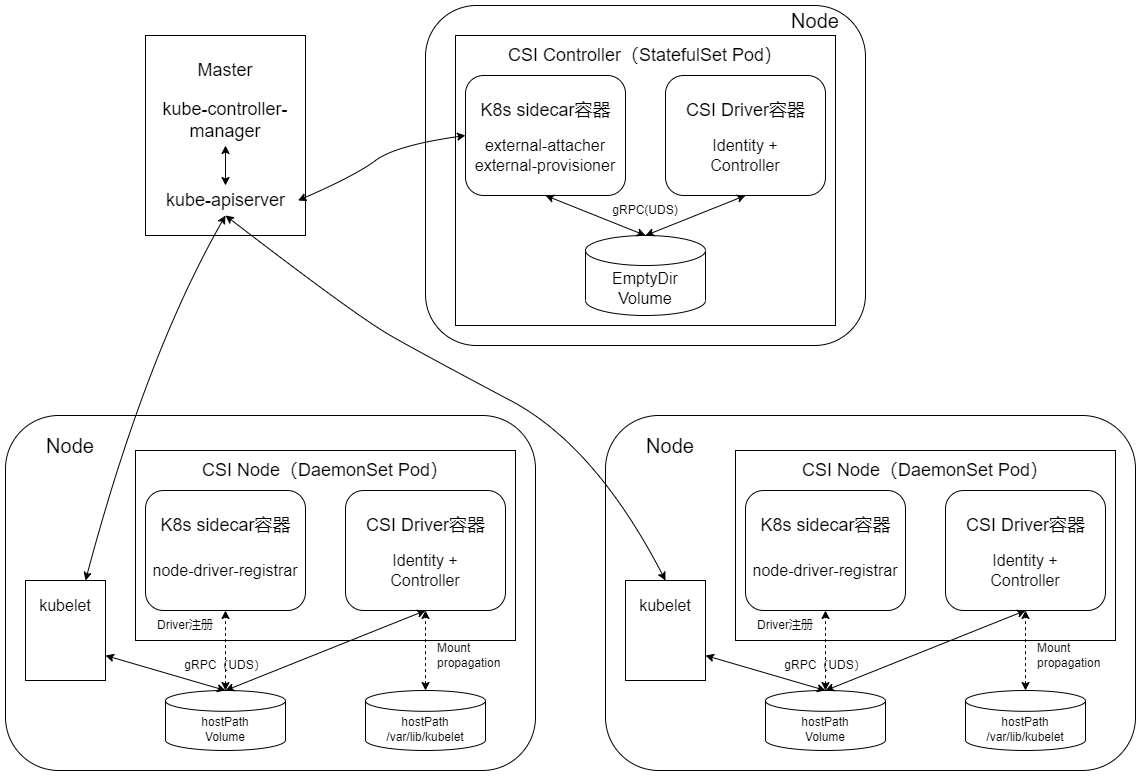 Node
CSI Controller（StatefulSet Pod）
Master
kube-controller-
manager
kube-apiserver
K8s sidecar容器
external-attacher
external-provisioner
CSI Driver容器
Identity +
Controller
gRPC(UDS)
EmptyDir
Volume
Node
CSI Node（DaemonSet Pod）
K8s sidecar容器
node-driver-registrar
CSI Driver容器
Identity +
Controller
kubelet
Driver注册
gRPC（UDS）
Mount
propagation
hostPath
Volume
hostPath
/var/lib/kubelet
Node
CSI Node（DaemonSet Pod）
K8s sidecar容器
node-driver-registrar
CSI Driver容器
Identity +
Controller
kubelet
Driver注册
gRPC（UDS）
Mount
propagation
hostPath
Volume
hostPath
/var/lib/kubelet